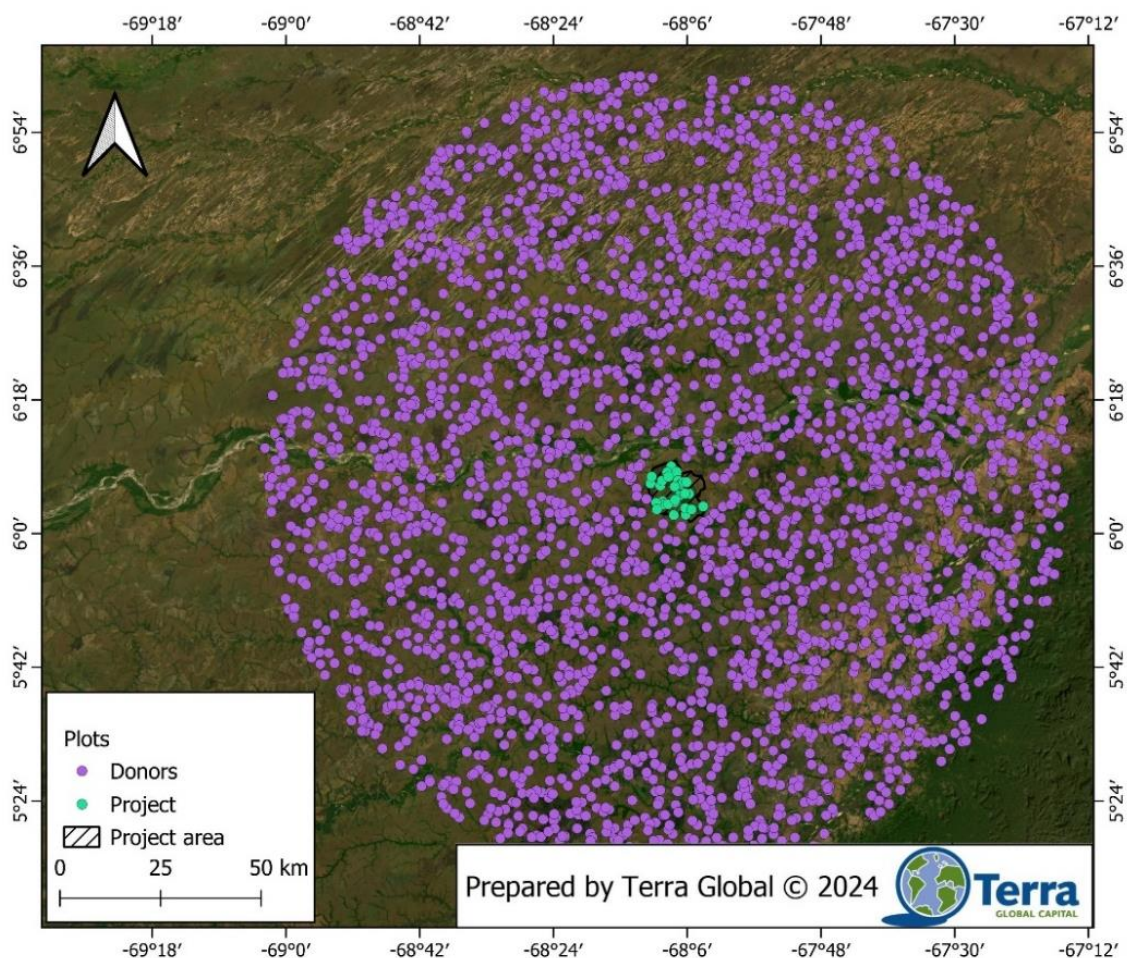 -69°18′ -69°0′ -68°42′ -68°24′ -68°6′ -67°48′ -67°30′ -67°12′
6°54′ 6°54′
6°36′ 6°36′
6°18′ 6°18′
6°0′ 6°0′
5°42′ 5°42′
5°24′ 5°24′
Plots
Donors
Project
Project area
0 25 50 km
Prepared by Terra Global © 2024
Terra
GLOBAL CAPITAL
-69°18′ -69°0′ -68°42′ -68°24′ -68°6′ -67°48′ -67°30′ -67°12′